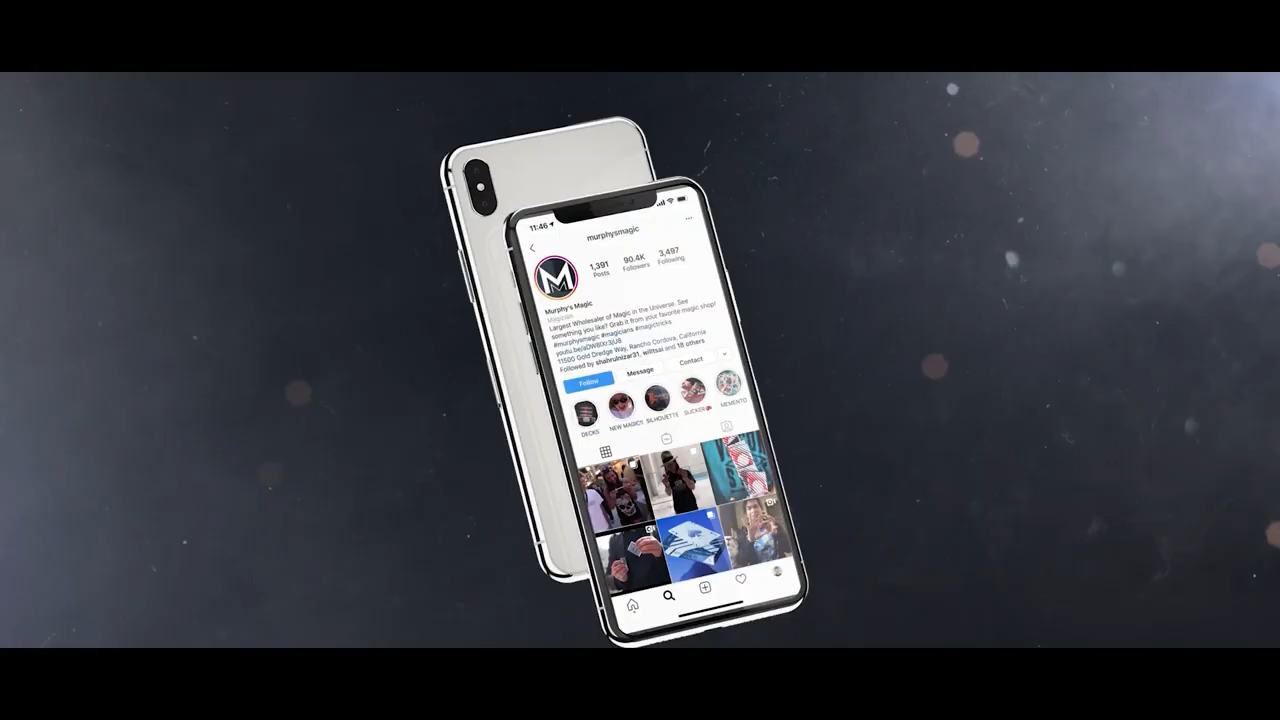 11:46
murphysmagic
1,391 90.4K 3,497
Posts Followers Following
M
Murphy's Magic
Magician
Largest Wholesaler of Magic in the Universe. See
something you like? Grab it from your favorite magic shop!
#murphysmagic #magicians #magictricks
11500 Gold Dredge Way, Rancho Cordova, California
Followed by shahrulnizar31, willtsai and 18 others
Follow Message Contact
DECKS NEW MAGIC!! SILHOUETTE SUCKER MEMENTO